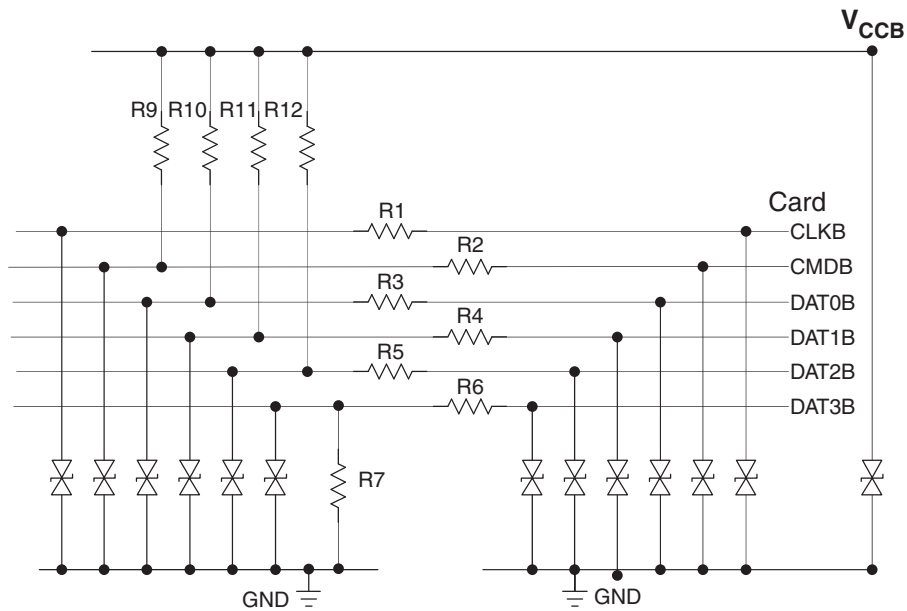 VCCB
R9 R10 R11 R12
Card
R1
CLKB
R2
CMDB
R3
DAT0B
R4
DAT1B
R5
DAT2B
R6
DAT3B
R7
GND
GND